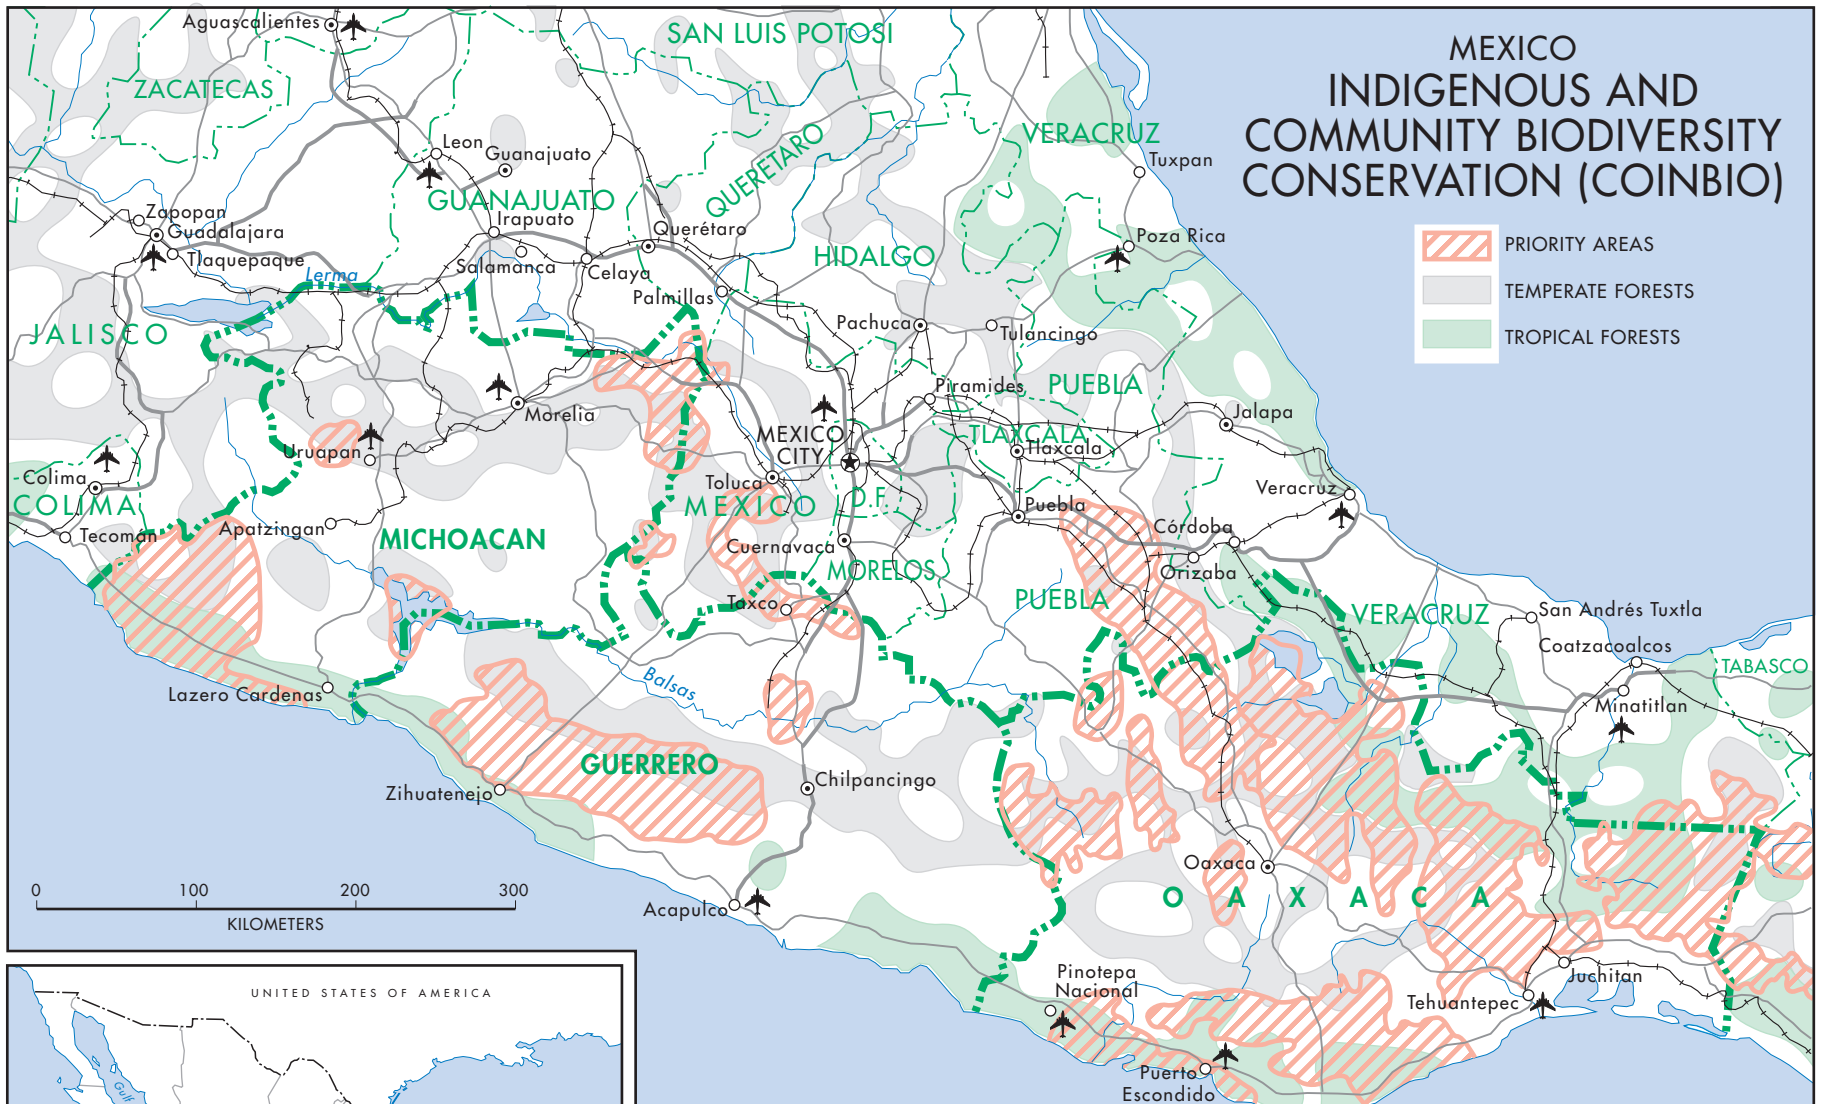 MEXICO
INDIGENOUS AND
COMMUNITY BIODIVERSITY
CONSERVATION (COINBIO)
PRIORITY AREAS
TEMPERATE FORESTS
TROPICAL FORESTS
Aguascalientes
SAN LUIS POTOSI
ZACATECAS
Leon
Guanajuato
QUERETARO
VERACRUZ
Tuxpan
GUANAJUATO
Zapopan
Irapuato
Guadalajara
Querétaro
Poza Rica
Tlaquepaque
HIDALGO
Lerma
Salamanca
Celaya
Palmillas
JALISCO
Pachuca
Tulancingo
Piramides
PUEBLA
Morelia
Jalapa
MEXICO
CITY
TLAXCALA
Tlaxcala
Uruapan
Colima
Toluca
Veracruz
COLIMA
MEXICO
D.F.
Puebla
Tecoman
Apatzingan
MICHOACAN
Cuernavaca
Córdoba
MORELOS
Orizaba
Taxco
PUEBLA
VERACRUZ
San Andrés Tuxtla
Coatzacoalcos
TABASCO
Lazero Cardenas
Balsas
Minatitlan
GUERRERO
Chilpancingo
Zihuatenejo
Oaxaca
OAXACA
0
100
200
300
KILOMETERS
Acapulco
Pinotepa
Nacional
Juchitan
Tehuantepec
Puerto
Escondido
UNITED STATES OF AMERICA
Gulf